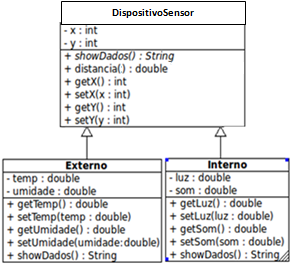 DispositivoSensor
- x : int
- y : int
+ showDados() : String
+ distancia() : double
+ getX() : int
+ setX(x : int)
+ getY() : int
+ setY(y : int)
Externo
- temp : double
- umidade : double
+ getTemp() : double
+ setTemp(temp : double)
+ getUmidade() : double
+ setUmidade(umidade:double)
+ showDados() : String
Interno
- luz : double
- som : double
+ getLuz() : double
+ setLuz(luz : double)
+ getSom() : double
+ setSom(som : double)
+ showDados() : String